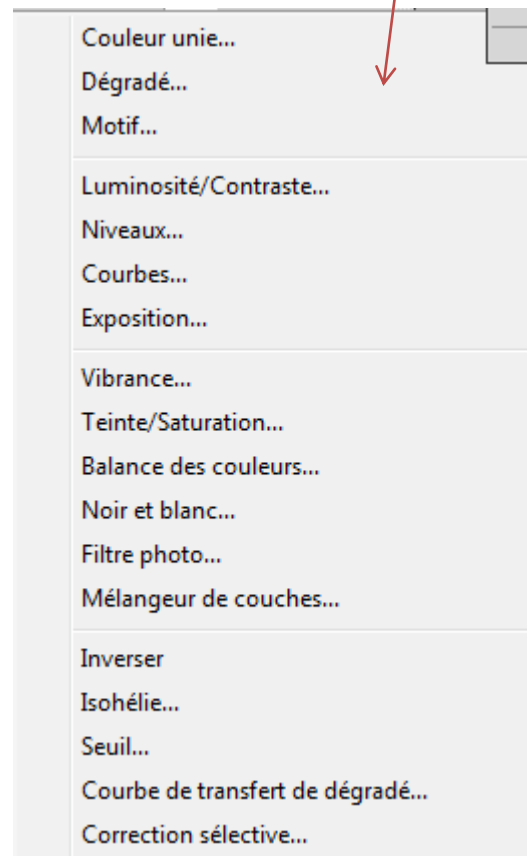 Couleur unie...
Dégradé...
Motif...
Luminosité/Contraste...
Niveaux...
Courbes...
Exposition...
Vibrance...
Teinte/Saturation...
Balance des couleurs...
Noir et blanc...
Filtre photo...
Mélangeur de couches...
Inverser
Isohélie...
Seuil...
Courbe de transfert de dégradé...
Correction sélective...